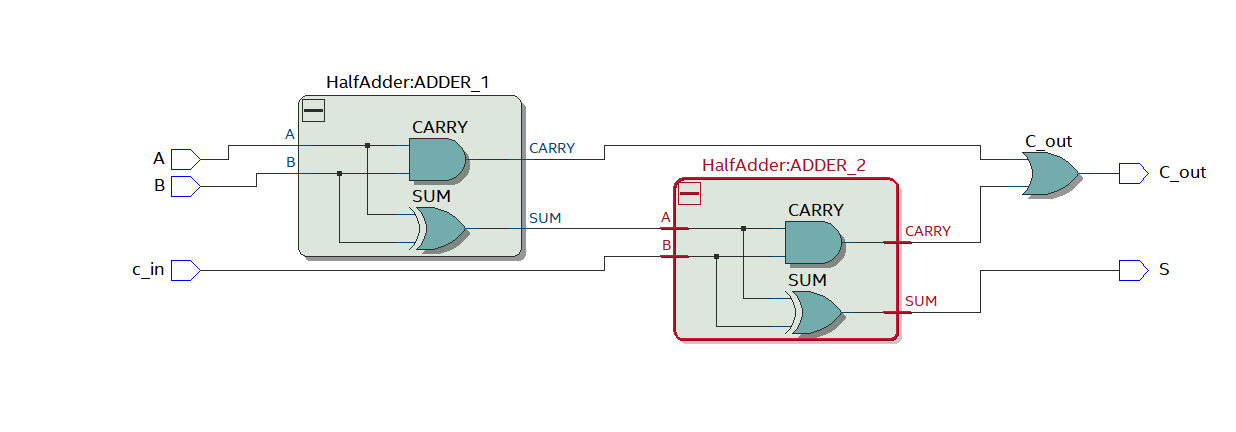 HalfAdder:ADDER_1
A
B
CARRY
SUM
CARRY
SUM
A
B
c_in
HalfAdder:ADDER_2
A
B
CARRY
SUM
CARRY
SUM
C_out
C_out
S